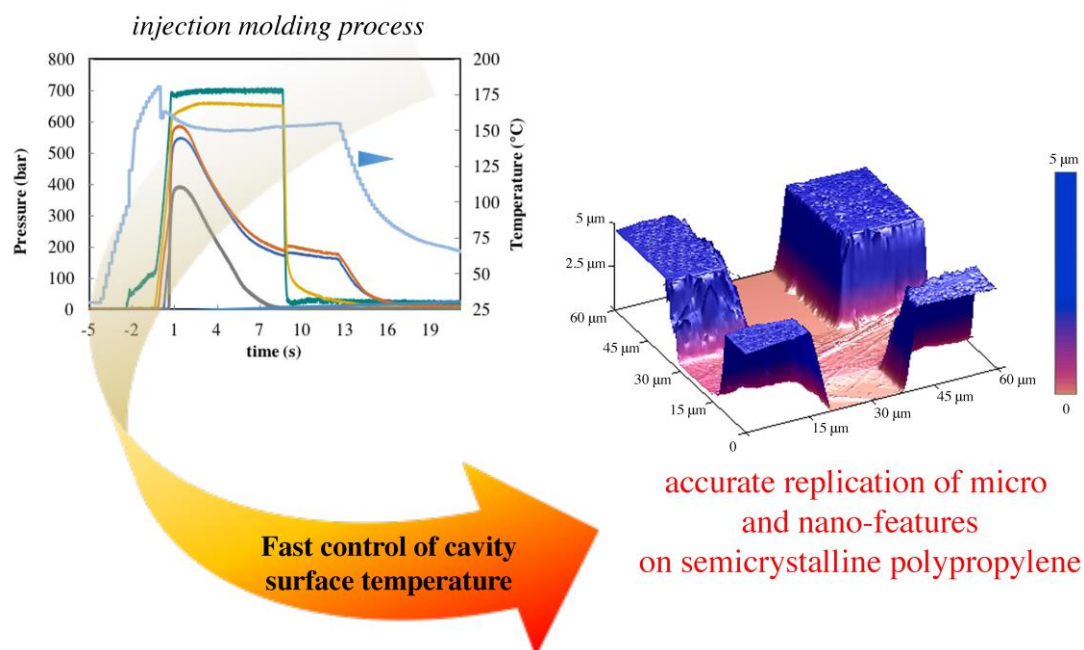 injection molding process
800
700
600
500
400
300
200
100
0
Pressure (bar)
-5 -2 1 4 7 8 13 19
time (s)
200
175
150
125
100
75
50
25
Temperature (°C)
5 µm
2.5 µm
0
60 µm
45 µm
30 µm
15 µm
0
15 µm
30 µm
45 µm
60 µm
5 µm
0
Fast control of cavity
surface temperature
accurate replication of micro
and nano-features
on semicrystalline polypropylene